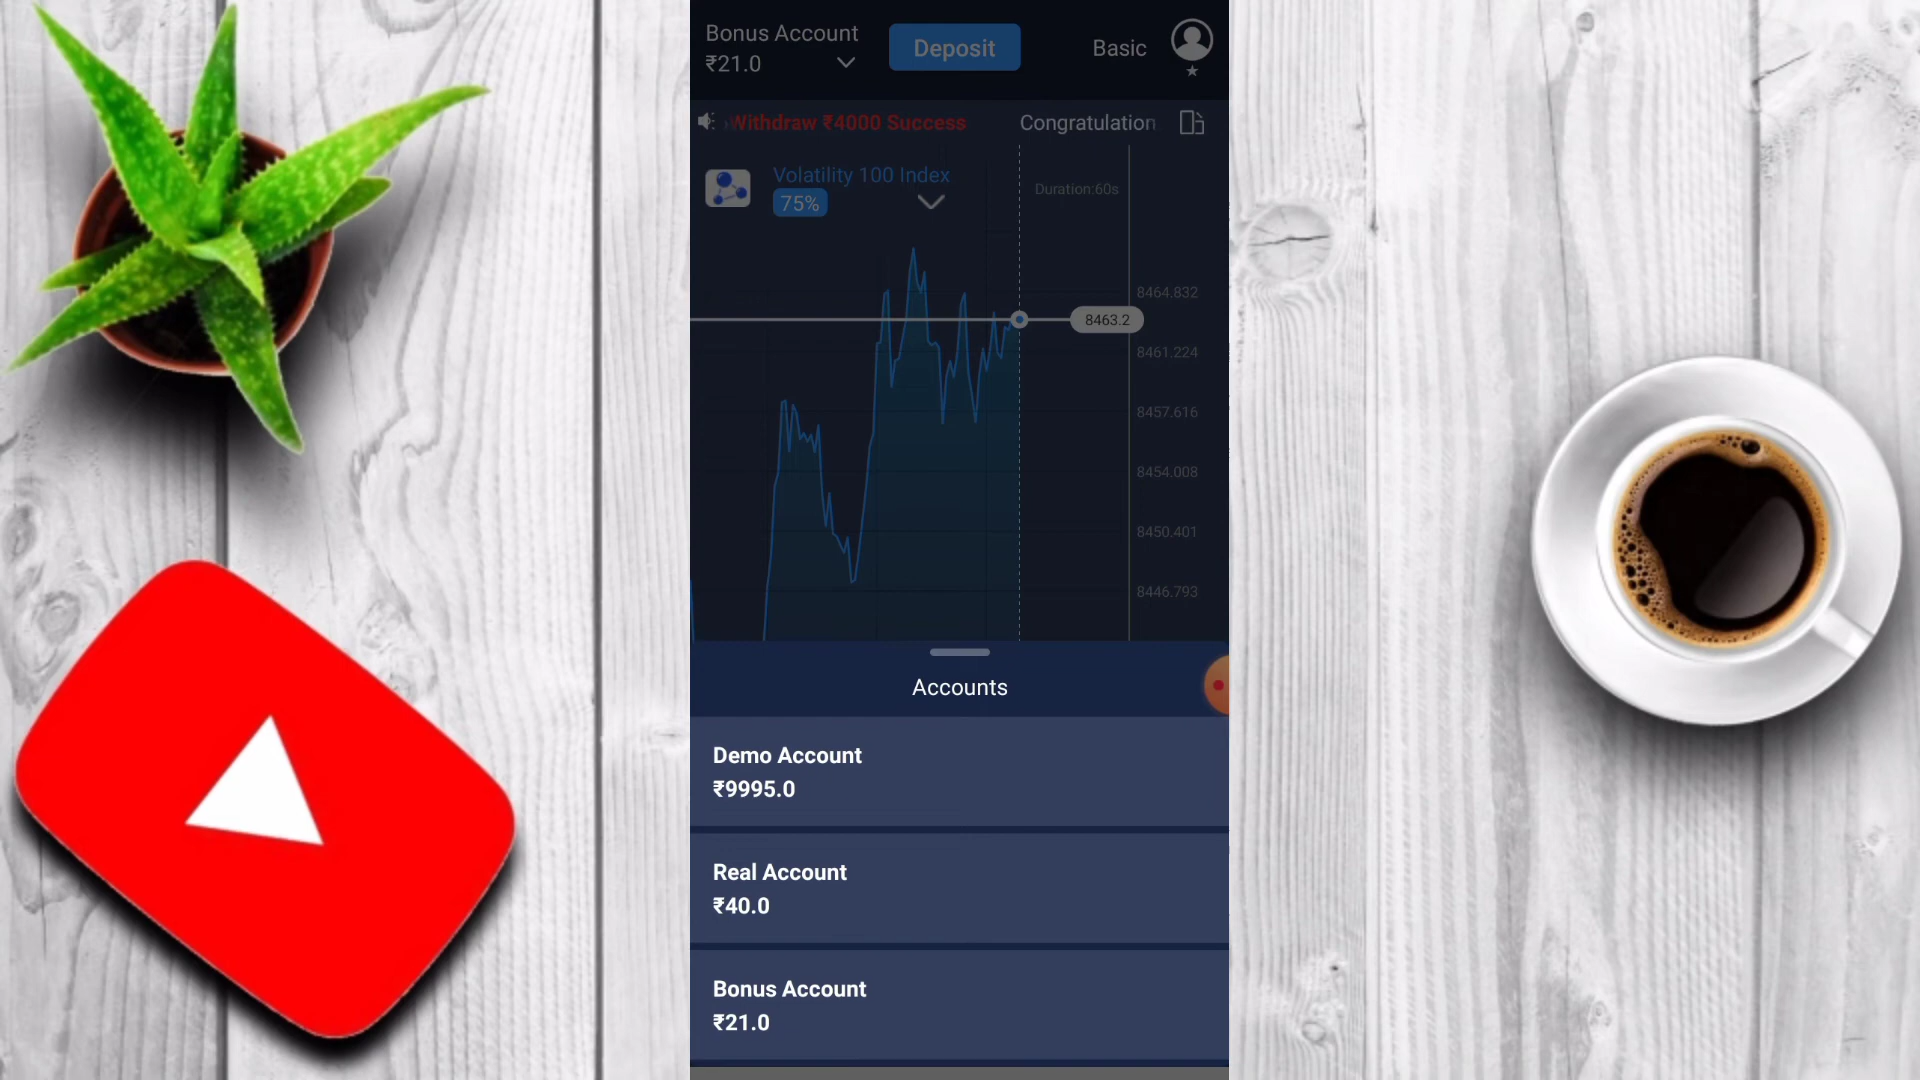 Bonus Account
₹21.0
Deposit
Basic
Withdraw ₹4000 Success
Congratulation
Volatility 100 Index
75%
Duration:60s
8464.832
8463.2
8461.224
8457.616
8454.008
8450.401
8446.793
Accounts
Demo Account
₹9995.0
Real Account
₹40.0
Bonus Account
₹21.0